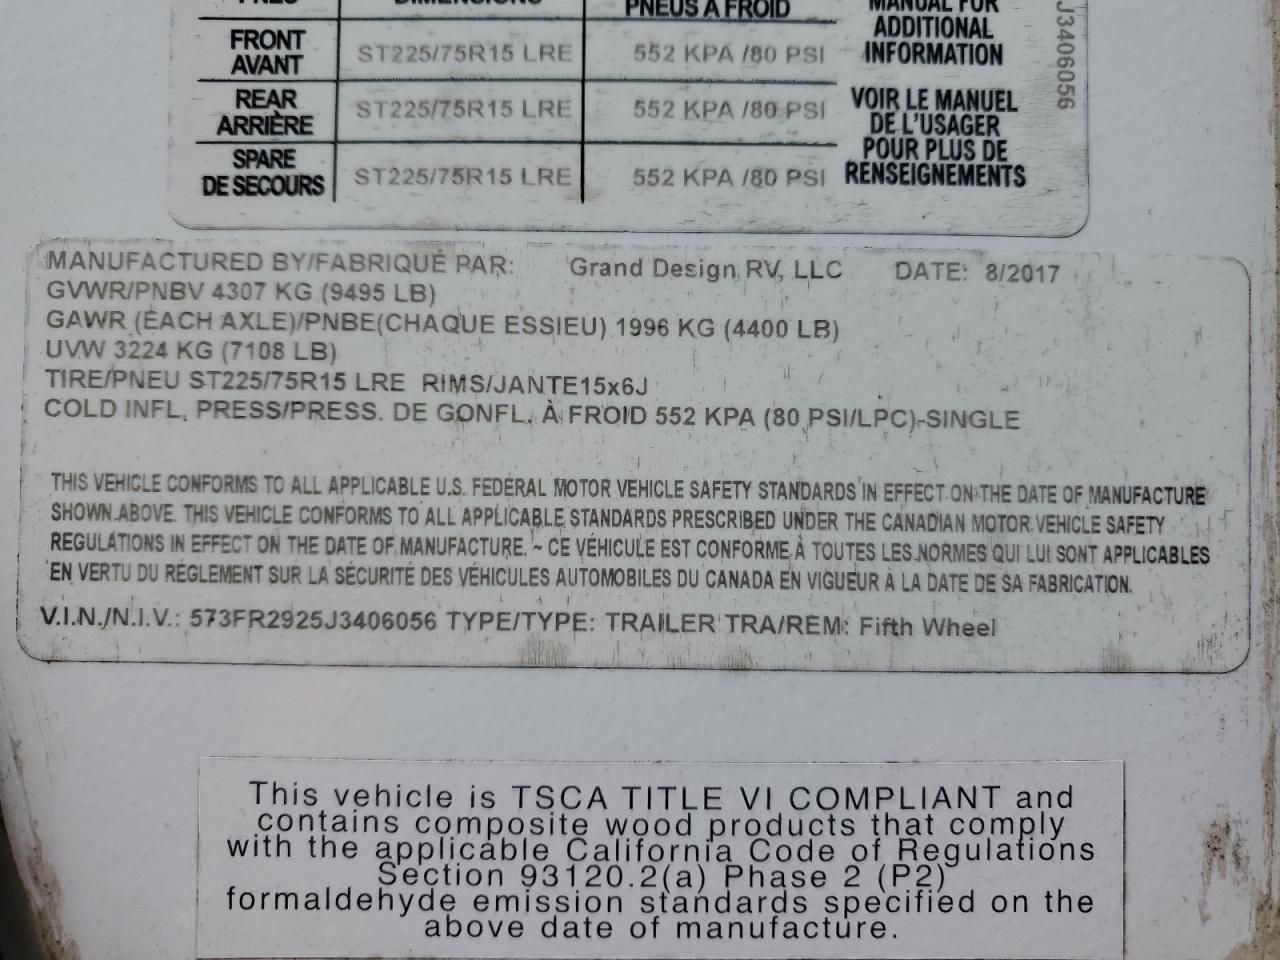 DIMENSIONS
PNEUS À FROID
MANUAL FOR
ADDITIONAL
INFORMATION
FRONT
AVANT
ST225/75R15 LRE
552 KPA /80 PSI
REAR
ARRIÈRE
ST225/75R15 LRE
552 KPA /80 PSI
SPARE
DE SECOURS
ST225/75R15 LRE
552 KPA /80 PSI
VOIR LE MANUEL
DE L'USAGER
POUR PLUS DE
RENSEIGNEMENTS
J3406056
MANUFACTURED BY/FABRIQUÉ PAR: Grand Design RV, LLC DATE: 8/2017
GVWR/PNBV 4307 KG (9495 LB)
GAWR (EACH AXLE)/PNBE(CHAQUE ESSIEU) 1996 KG (4400 LB)
UVW 3224 KG (7108 LB)
TIRE/PNEU ST225/75R15 LRE RIMS/JANTE15x6J
COLD INFL. PRESS/PRESS. DE GONFL. À FROID 552 KPA (80 PSI/LPC)-SINGLE
THIS VEHICLE CONFORMS TO ALL APPLICABLE U.S. FEDERAL MOTOR VEHICLE SAFETY STANDARDS IN EFFECT ON THE DATE OF MANUFACTURE
SHOWN ABOVE. THIS VEHICLE CONFORMS TO ALL APPLICABLE STANDARDS PRESCRIBED UNDER THE CANADIAN MOTOR VEHICLE SAFETY
REGULATIONS IN EFFECT ON THE DATE OF MANUFACTURE. ~ CE VÉHICULE EST CONFORME À TOUTES LES NORMES QUI LUI SONT APPLICABLES
EN VERTU DU RÉGLEMENT SUR LA SÉCURITÉ DES VÉHICULES AUTOMOBILES DU CANADA EN VIGUEUR À LA DATE DE SA FABRICATION.
V.I.N./N.I.V.: 573FR2925J3406056 TYPE/TYPE: TRAILER TRA/REM: Fifth Wheel
This vehicle is TSCA TITLE VI COMPLIANT and
contains composite wood products that comply
with the applicable California Code of Regulations
Section 93120.2(a) Phase 2 (P2)
formaldehyde emission standards specified on the
above date of manufacture.